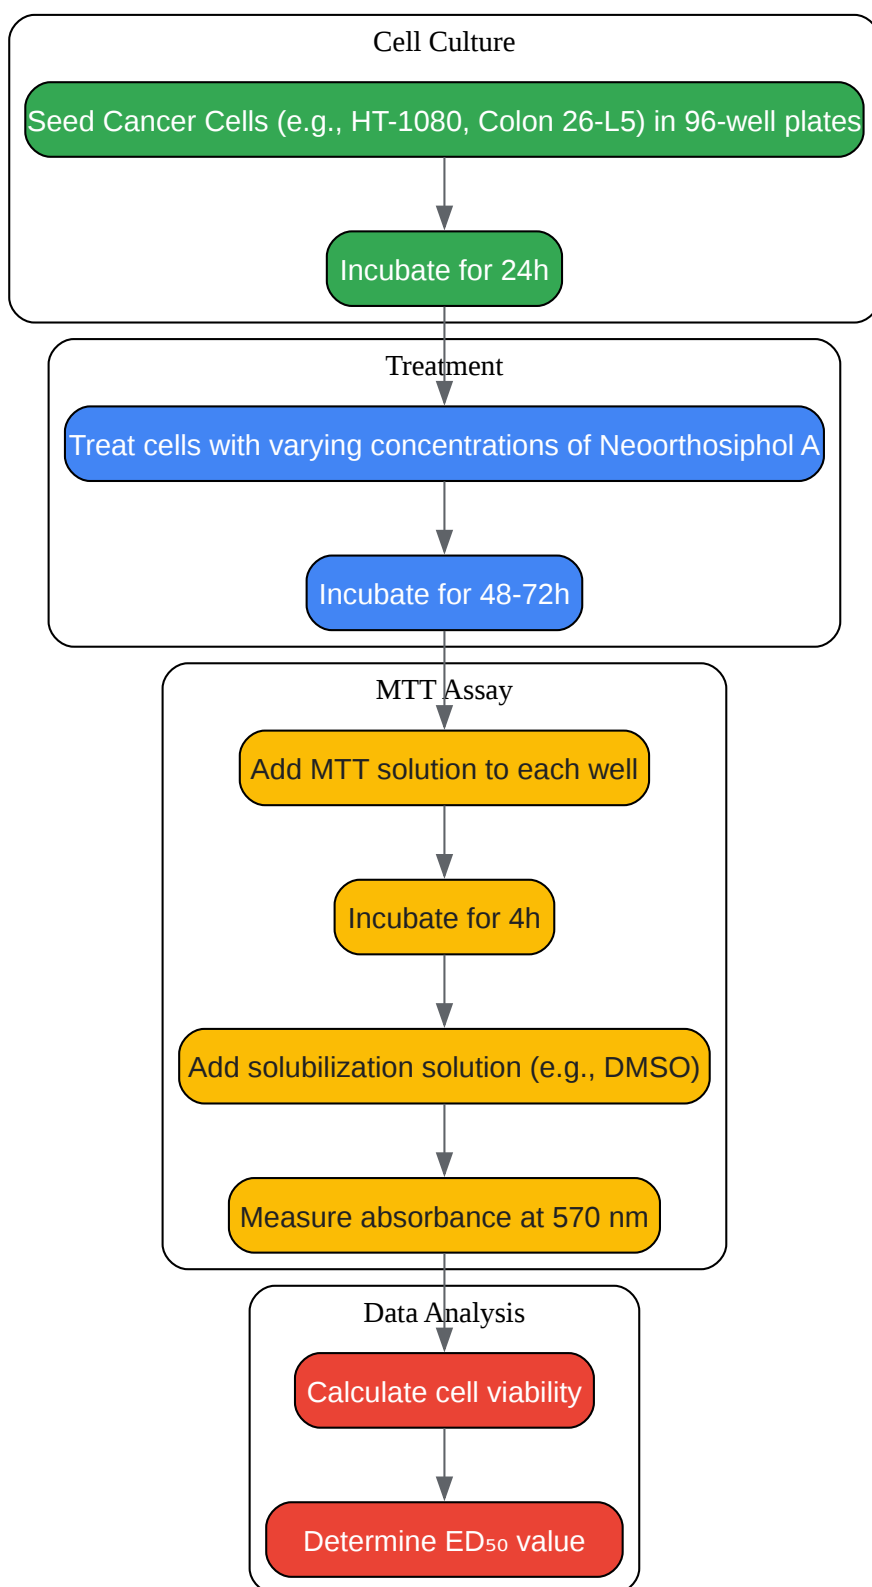 Cell Culture
Seed Cancer Cells (e.g., HT-1080, Colon 26-L5) in 96-well plates
Incubate for 24h
Treatment
Treat cells with varying concentrations of Neoorthosiphol A
Incubate for 48-72h
MTT Assay
Add MTT solution to each well
Incubate for 4h
Add solubilization solution (e.g., DMSO)
Measure absorbance at 570 nm
Data Analysis
Calculate cell viability
Determine ED₅₀ value